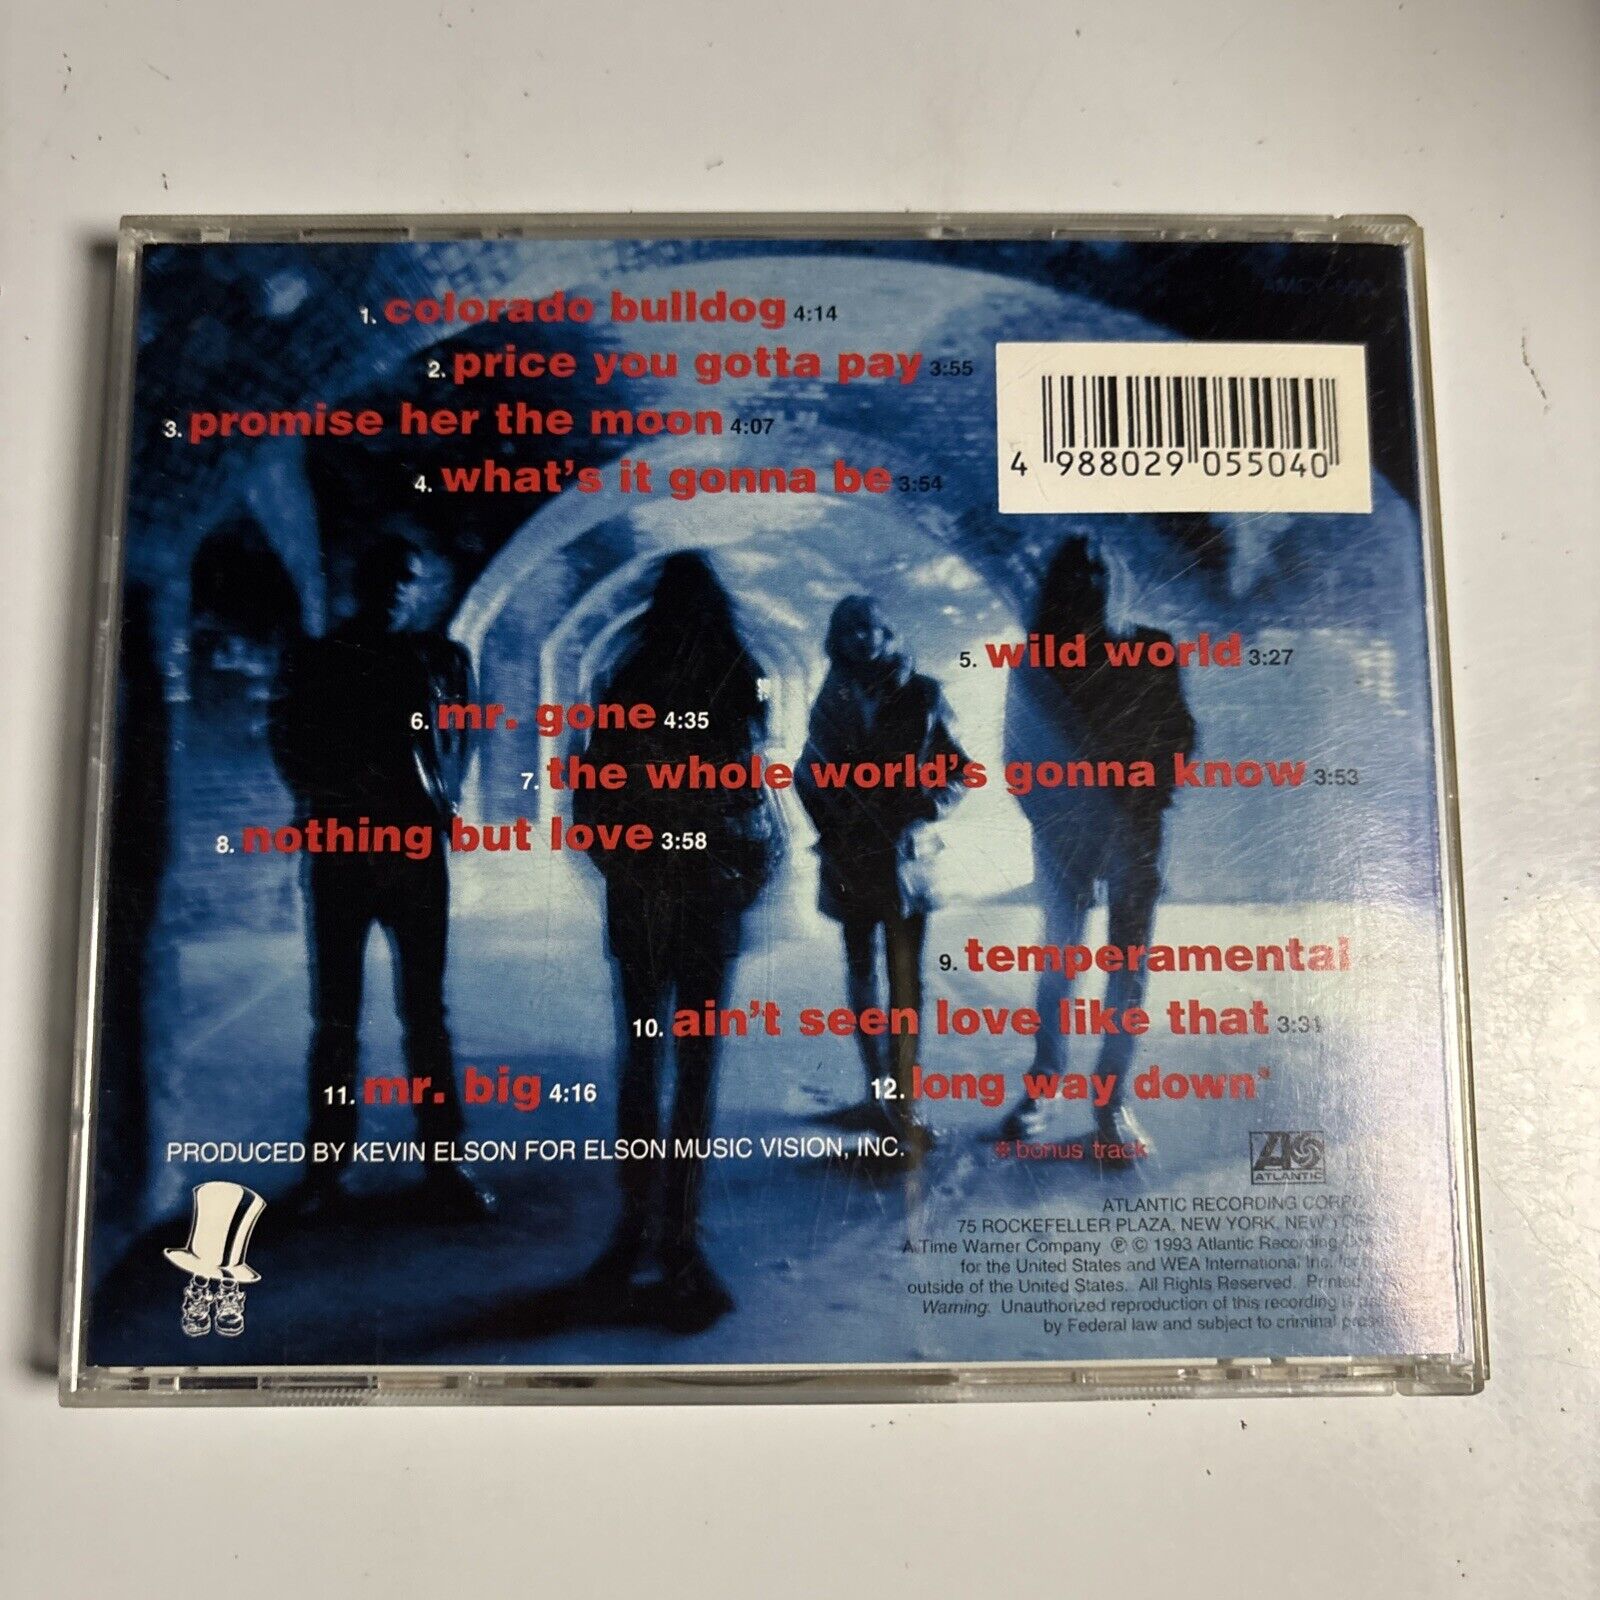 1. colorado bulldog 4:14
2. price you gotta pay 3:55
3. promise her the moon 4:07
4. what's it gonna be 3:54
4 988029 055040
5. wild world 3:27
6. mr. gone 4:35
7. the whole world's gonna know 3:53
8. nothing but love 3:58
9. temperamental
10. ain't seen love like that 3:31
11. mr. big 4:16
12. long way down*
PRODUCED BY KEVIN ELSON FOR ELSON MUSIC VISION, INC.
* bonus track
ATLANTIC
ATLANTIC RECORDING
75 ROCKEFELLER PLAZA, NEW YORK, NEW
A Time Warner Company ℗ © 1993 Atlantic Recording
for the United States and WEA International Inc.
outside of the United States. All Rights Reserved. Printed
Warning: Unauthorized reproduction of this recording is
by Federal law and subject to criminal